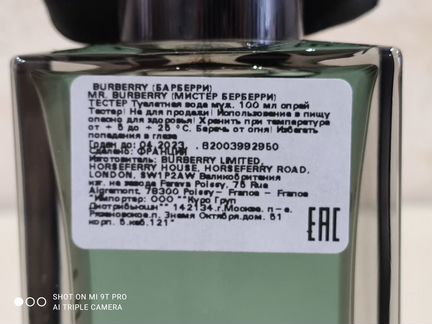 BURBERRY (БАРБЕРРИ)
MR. BURBERRY (МИСТЕР БЕРБЕРРИ)
ТЕСТЕР Туалетная вода муж. 100 мл спрей
Тестер! Не для продажи! Использование в пищу
опасно для здоровья! Хранить при температуре
от + 5 до + 25 °C. Беречь от огня! Избегать
попадания в глаза
Годен до: 04.2023 . B2003992950
Сделано: ФРАНЦИЯ
Изготовитель: BURBERRY LIMITED,
HORSEFERRY HOUSE, HORSEFERRY ROAD,
LONDON, SW1P2AW Великобритания
изг. на заводе Fareva Poissy, 75 Rue
Aigremont, 78300 Poissy - France - France
"Импортер: ООО ""Куро Груп
Дистрибьюшн"" 142134.г.Москва. п-е.
Рязановское.п. Знамя Октября.дом. 31
корп. 5.каб.121"
EAC
SHOT ON MI 9T PRO
AI TRIPLE CAMERA